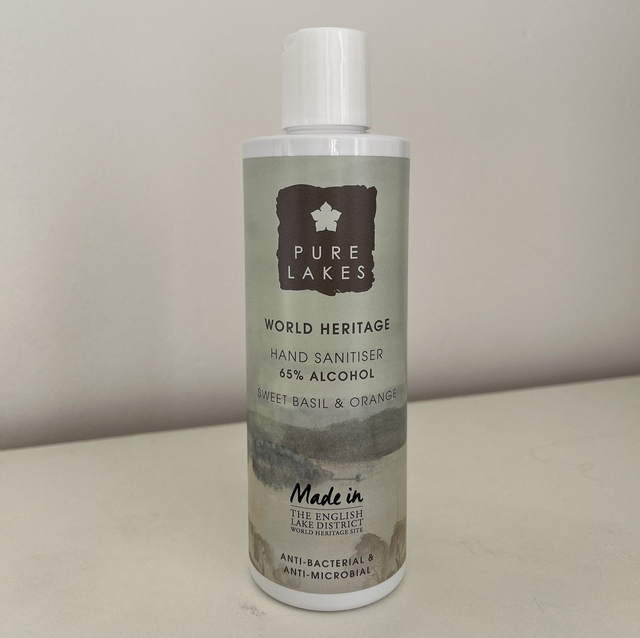 PURE
LAKES
WORLD HERITAGE
HAND SANITISER
65% ALCOHOL
SWEET BASIL & ORANGE
Made in
THE ENGLISH
LAKE DISTRICT
WORLD HERITAGE SITE
ANTI-BACTERIAL &
ANTI-MICROBIAL